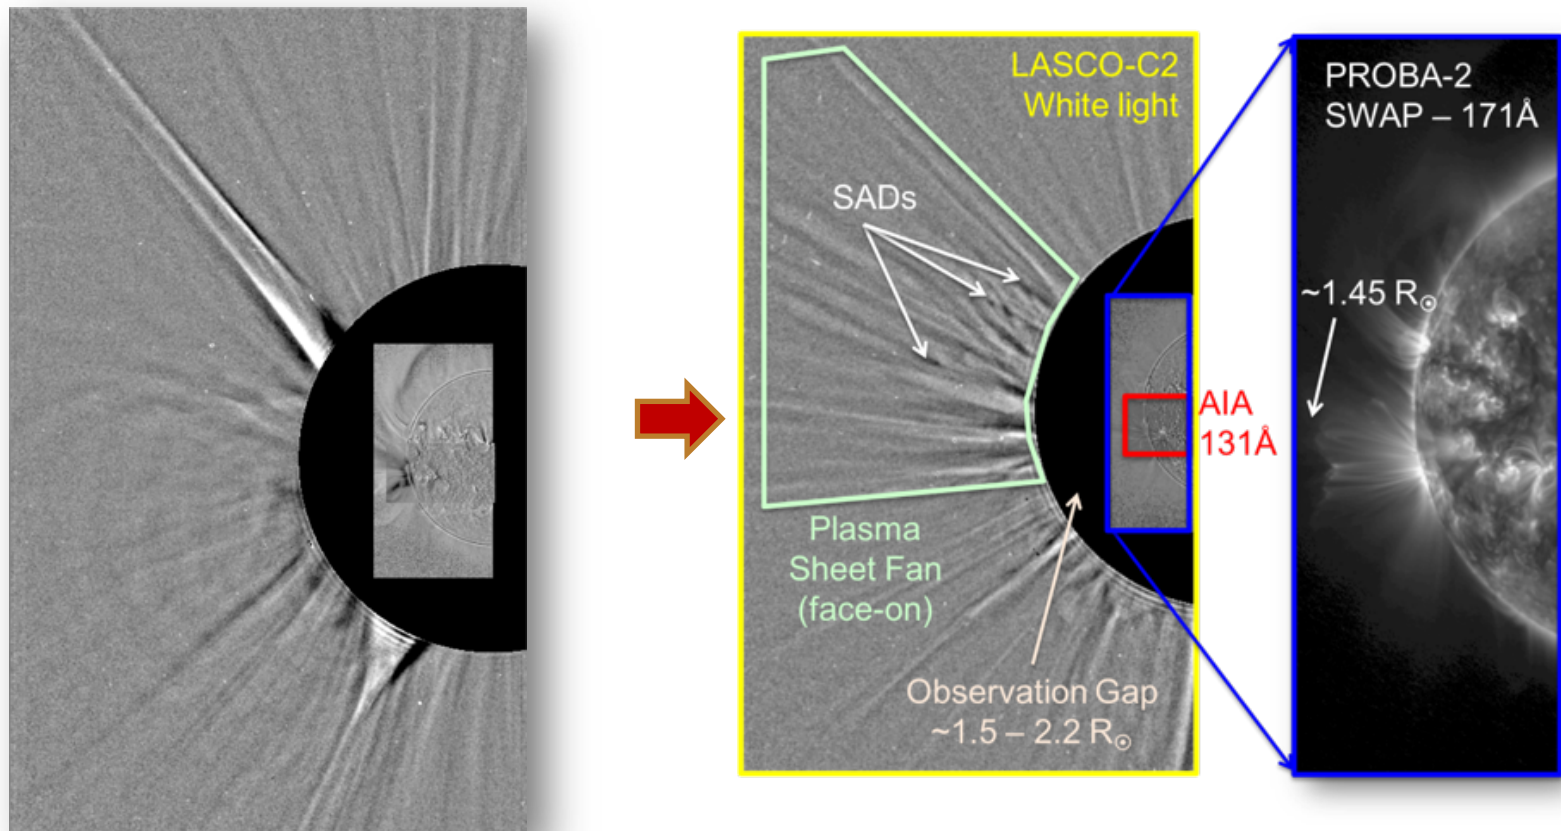 LASCO-C2
White light
SADs
AIA
131Å
Plasma
Sheet Fan
(face-on)
Observation Gap
~1.5 – 2.2 R☉
PROBA-2
SWAP – 171Å
~1.45 R☉